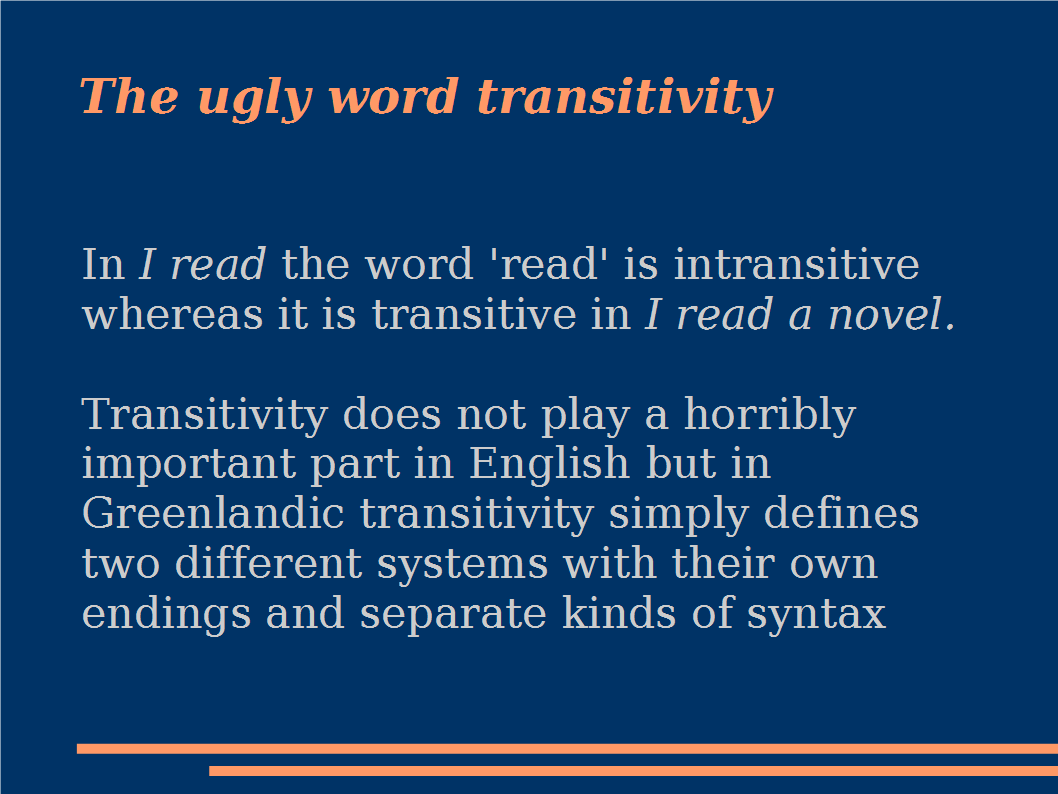 The ugly word transitivity
In I read the word 'read' is intransitive
whereas it is transitive in I read a novel.
Transitivity does not play a horribly
important part in English but in
Greenlandic transitivity simply defines
two different systems with their own
endings and separate kinds of syntax